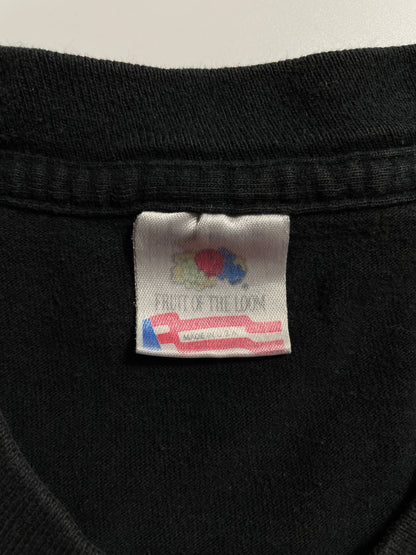 ®
FRUIT OF THE LOOM
MADE IN U.S.A.